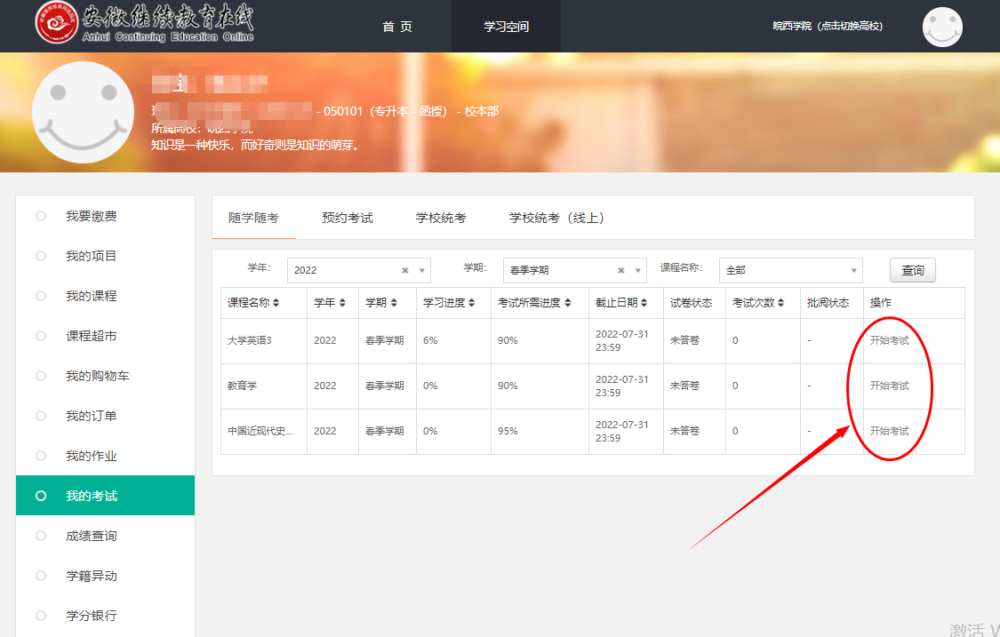 安徽继续教育在线
Anhui Continuing Education Online
首 页
学习空间
皖西学院（点击切换高校）
- 050101（专升本 - 函授） - 校本部
所属高校：皖西学院
知识是一种快乐，而好奇则是知识的萌芽。
我要缴费
我的项目
我的课程
课程超市
我的购物车
我的订单
我的作业
我的考试
成绩查询
学籍异动
学分银行
随学随考 预约考试 学校统考 学校统考（线上）
学年： 2022 学期： 春季学期 课程名称： 全部 查询
课程名称 学年 学期 学习进度 考试所需进度 截止日期 试卷状态 考试次数 批阅状态 操作
大学英语3 2022 春季学期 6% 90% 2022-07-31 23:59 未答卷 0 - 开始考试
教育学 2022 春季学期 0% 90% 2022-07-31 23:59 未答卷 0 - 开始考试
中国近现代史... 2022 春季学期 0% 95% 2022-07-31 23:59 未答卷 0 - 开始考试
激活 W